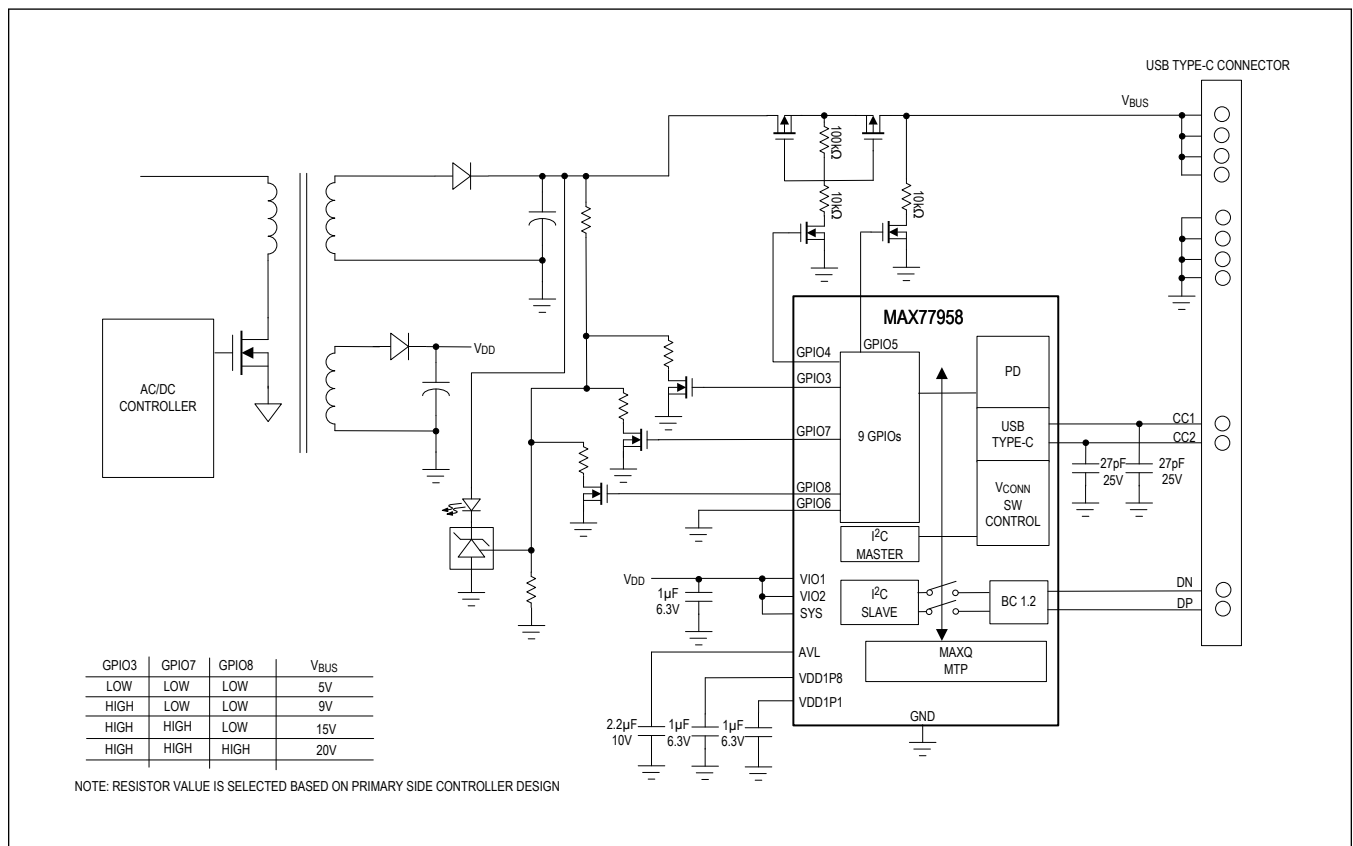 USB TYPE-C CONNECTOR
VBUS
100kΩ
10kΩ
10kΩ
MAX77958
GPIO4
GPIO5
GPIO3
GPIO7
GPIO8
GPIO6
9 GPIOs
PD
USB
TYPE-C
VCONN
SW
CONTROL
CC1
CC2
27pF
25V
27pF
25V
AC/DC
CONTROLLER
VDD
I2C
MASTER
VDD
1µF
6.3V
VIO1
VIO2
SYS
I2C
SLAVE
BC 1.2
DN
DP
AVL
VDD1P8
VDD1P1
MAXQ
MTP
GND
2.2µF
10V
1µF
6.3V
1µF
6.3V
GPIO3 GPIO7 GPIO8 VBUS
LOW LOW LOW 5V
HIGH LOW LOW 9V
HIGH HIGH LOW 15V
HIGH HIGH HIGH 20V
NOTE: RESISTOR VALUE IS SELECTED BASED ON PRIMARY SIDE CONTROLLER DESIGN